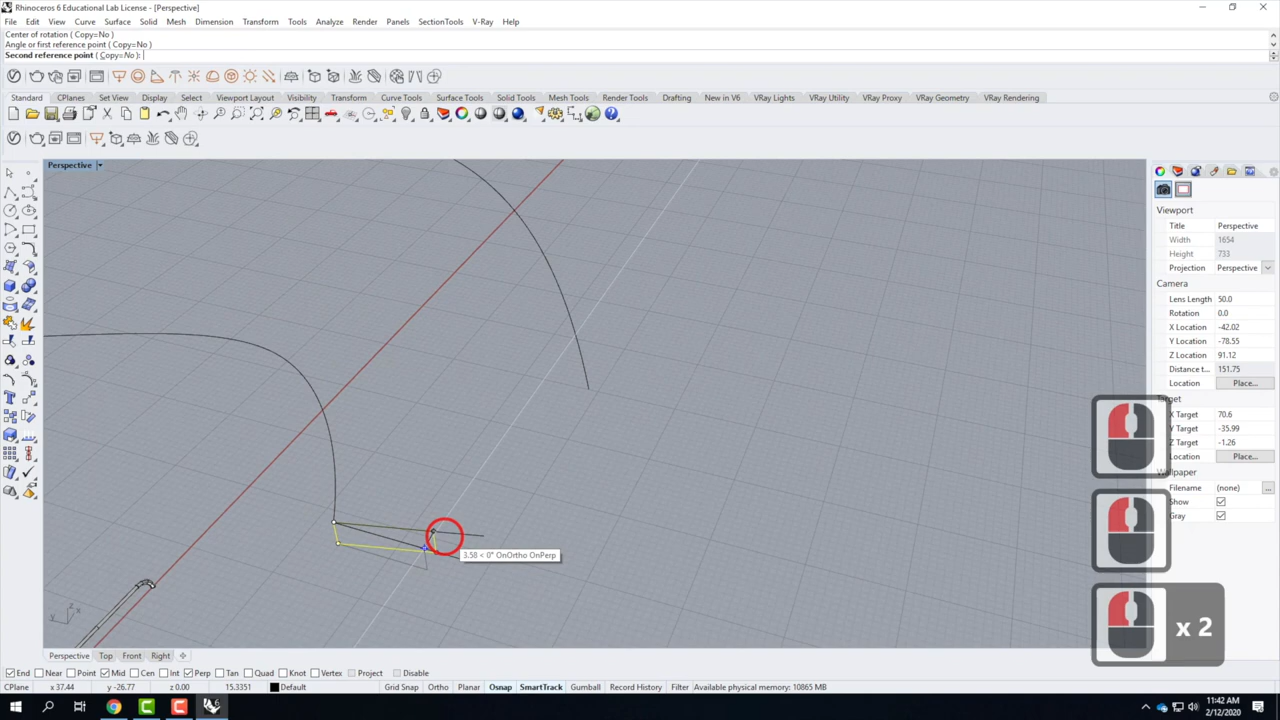 Rhinoceros 6 Educational Lab License - [Perspective]
File Edit View Curve Surface Solid Mesh Dimension Transform Tools Analyze Render Panels SectionTools V-Ray Help
Center of rotation ( Copy=No )
Angle or first reference point ( Copy=No )
Second reference point ( Copy=No ):
Standard CPlanes Set View Display Select Viewport Layout Visibility Transform Curve Tools Surface Tools Solid Tools Mesh Tools Render Tools Drafting New in V6 VRay Lights VRay Utility VRay Proxy VRay Geometry VRay Rendering
Perspective
Viewport
Title Perspective
Width 1654
Height 733
Projection Perspective
Camera
Lens Length 50.0
Rotation 0.0
X Location -42.02
Y Location -78.55
Z Location 91.12
Distance t... 151.75
Location Place...
Target
X Target 70.6
Y Target -35.99
Z Target -1.26
Location Place...
Wallpaper
Filename (none) ...
Show
Gray
3.58 < 0° OnOrtho OnPerp
x 2
z
y x
Perspective Top Front Right
End Near Point Mid Cen Int Perp Tan Quad Knot Vertex Project Disable
CPlane x 37.44 y -26.77 z 0.00 15.3351 Default Grid Snap Ortho Planar Osnap SmartTrack Gumball Record History Filter Available physical memory: 10865 MB
11:42 AM
2/12/2020